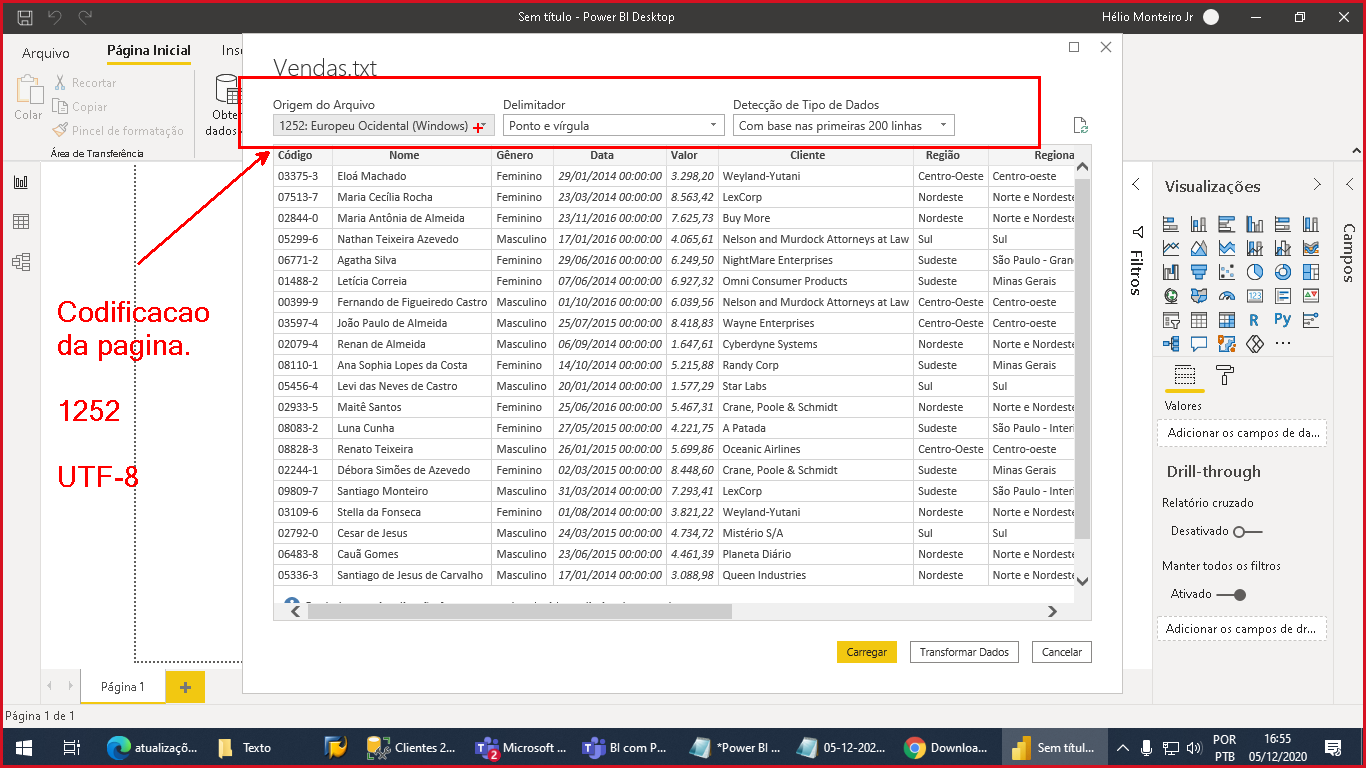 Sem título - Power BI Desktop
Hélio Monteiro Jr
Arquivo
Página Inicial
Ins
Colar
Recortar
Copiar
Pincel de formatação
Área de Transferência
Obte
dados
Vendas.txt
Origem do Arquivo
Delimitador
Detecção de Tipo de Dados
1252: Europeu Ocidental (Windows)
Ponto e vírgula
Com base nas primeiras 200 linhas
Código Nome Gênero Data Valor Cliente Região Regiona
03375-3 Eloá Machado Feminino 29/01/2014 00:00:00 3.298,20 Weyland-Yutani Centro-Oeste Centro-oeste
07513-7 Maria Cecília Rocha Feminino 23/03/2014 00:00:00 8.563,42 LexCorp Nordeste Norte e Nordest
02844-0 Maria Antônia de Almeida Feminino 23/11/2016 00:00:00 7.625,73 Buy More Nordeste Norte e Nordest
05299-6 Nathan Teixeira Azevedo Masculino 17/01/2016 00:00:00 4.065,61 Nelson and Murdock Attorneys at Law Sul Sul
06771-2 Agatha Silva Feminino 29/06/2016 00:00:00 6.249,50 NightMare Enterprises Sudeste São Paulo - Gran
01488-2 Letícia Correia Feminino 07/06/2014 00:00:00 6.927,32 Omni Consumer Products Sudeste Minas Gerais
00399-9 Fernando de Figueiredo Castro Masculino 01/10/2016 00:00:00 6.039,56 Nelson and Murdock Attorneys at Law Centro-Oeste Centro-oeste
03597-4 João Paulo de Almeida Masculino 25/07/2015 00:00:00 8.418,83 Wayne Enterprises Centro-Oeste Centro-oeste
02079-4 Renan de Almeida Masculino 06/09/2014 00:00:00 1.647,61 Cyberdyne Systems Nordeste Norte e Nordest
08110-1 Ana Sophia Lopes da Costa Feminino 14/10/2014 00:00:00 5.215,88 Randy Corp Sudeste Minas Gerais
05456-4 Levi das Neves de Castro Masculino 20/01/2014 00:00:00 1.577,29 Star Labs Sul Sul
02933-5 Maitê Santos Feminino 25/06/2016 00:00:00 5.467,31 Crane, Poole & Schmidt Nordeste Norte e Nordest
08083-2 Luna Cunha Feminino 27/05/2015 00:00:00 4.221,75 A Patada Sudeste São Paulo - Interi
08828-3 Renato Teixeira Masculino 26/01/2015 00:00:00 5.699,86 Oceanic Airlines Centro-Oeste Centro-oeste
02244-1 Débora Simões de Azevedo Feminino 02/03/2015 00:00:00 8.448,60 Crane, Poole & Schmidt Sudeste Minas Gerais
09809-7 Santiago Monteiro Masculino 31/03/2014 00:00:00 7.293,41 LexCorp Sudeste São Paulo - Interi
03109-6 Stella da Fonseca Feminino 01/08/2014 00:00:00 3.821,22 Weyland-Yutani Nordeste Norte e Nordest
02792-0 Cesar de Jesus Masculino 24/03/2015 00:00:00 4.734,72 Mistério S/A Sul Sul
06483-8 Cauã Gomes Masculino 23/06/2015 00:00:00 4.461,39 Planeta Diário Nordeste Norte e Nordest
05336-3 Santiago de Jesus de Carvalho Masculino 17/01/2014 00:00:00 3.088,98 Queen Industries Nordeste Norte e Nordest
Carregar
Transformar Dados
Cancelar
Codificacao
da pagina.
1252
UTF-8
Filtros
Visualizações
Campos
R
Py
Valores
Adicionar os campos de da...
Drill-through
Relatório cruzado
Desativado
Manter todos os filtros
Ativado
Adicionar os campos de dr...
Página 1
Página 1 de 1
atualizaçõ...
Texto
Clientes 2...
2
Microsoft ...
BI com P...
*Power BI ...
05-12-202...
Downloa...
Sem títul...
POR
PTB
16:55
05/12/2020